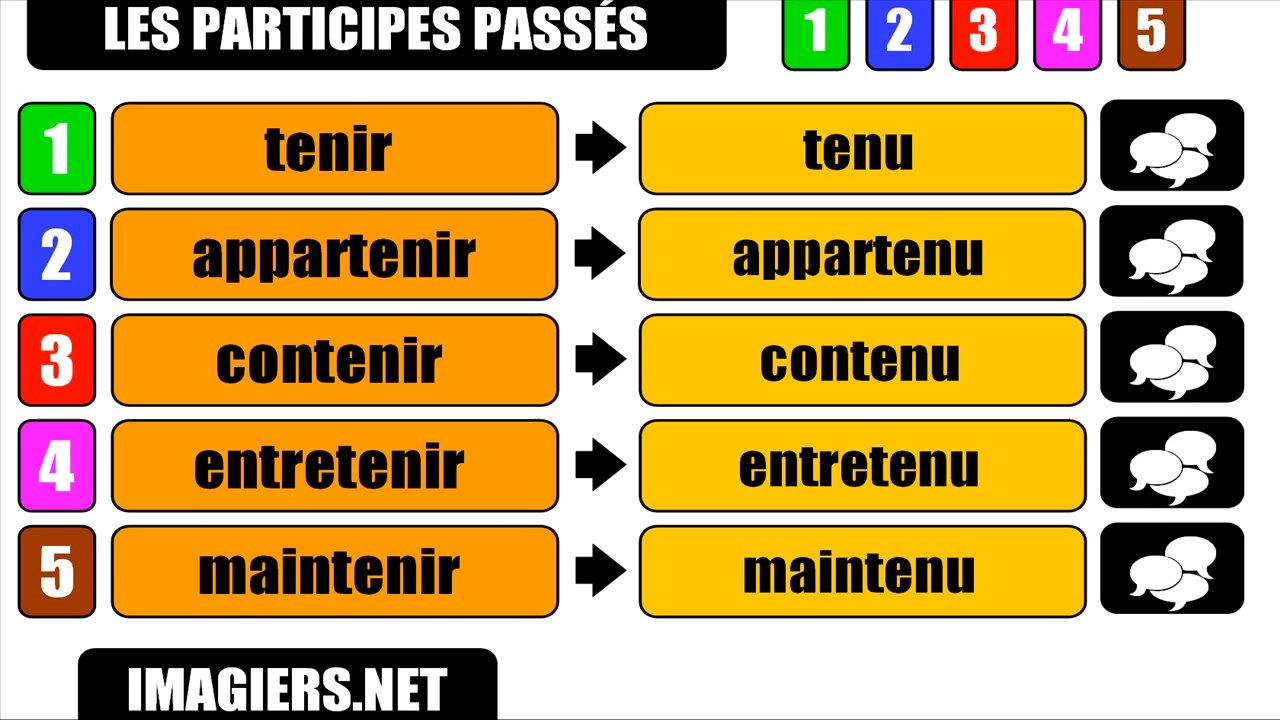 LES PARTICIPES PASSÉS 1 2 3 4 5
1 tenir tenu
2 appartenir appartenu
3 contenir contenu
4 entretenir entretenu
5 maintenir maintenu
IMAGIERS.NET